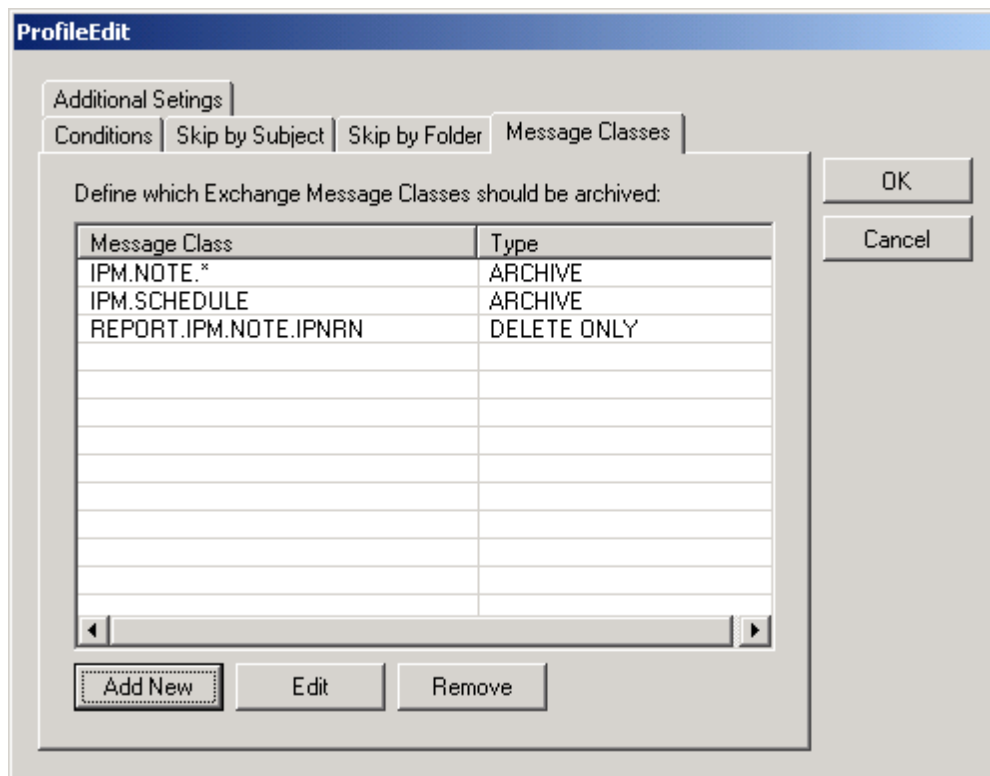 ProfileEdit
Additional Setings
Conditions Skip by Subject Skip by Folder Message Classes
Define which Exchange Message Classes should be archived:
OK
Cancel
Message Class Type
IPM.NOTE.* ARCHIVE
IPM.SCHEDULE ARCHIVE
REPORT.IPM.NOTE.IPNRN DELETE ONLY
Add New Edit Remove